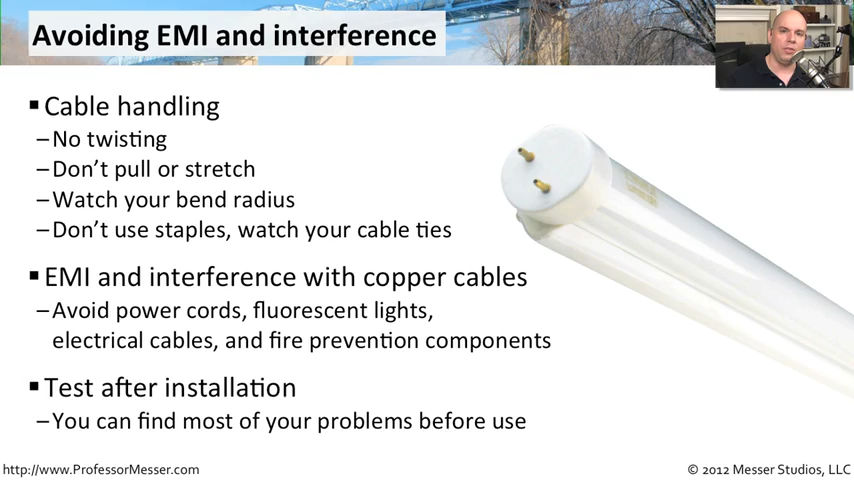 Avoiding EMI and interference
▪ Cable handling
– No twisting
– Don't pull or stretch
– Watch your bend radius
– Don't use staples, watch your cable ties
▪ EMI and interference with copper cables
– Avoid power cords, fluorescent lights,
electrical cables, and fire prevention components
▪ Test after installation
– You can find most of your problems before use
http://www.ProfessorMesser.com
© 2012 Messer Studios, LLC